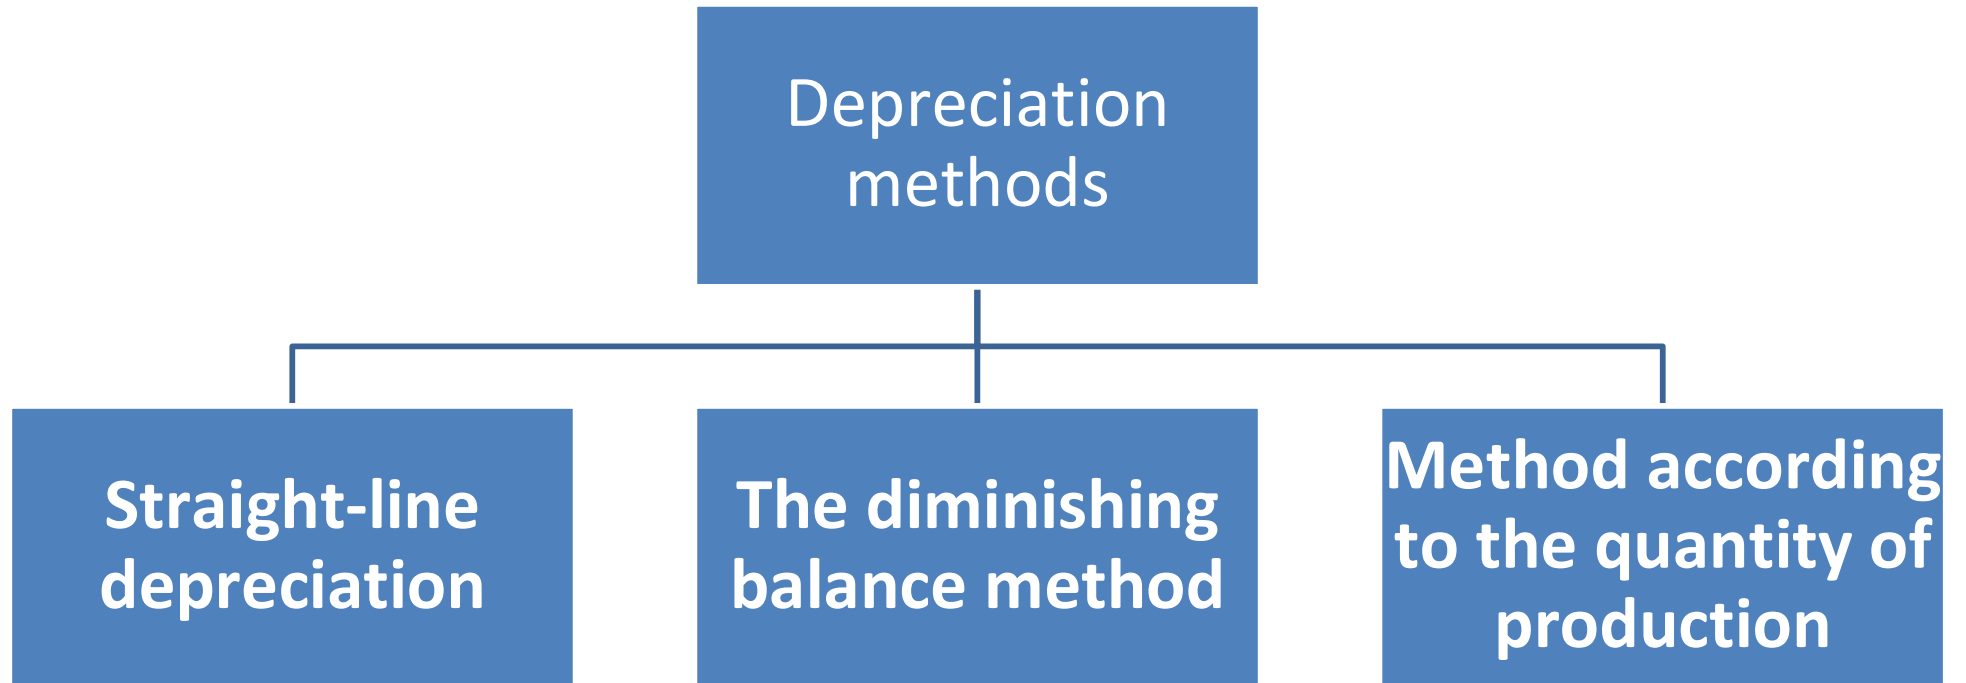 Depreciation
methods
Straight-line
depreciation
The diminishing
balance method
Method according
to the quantity of
production